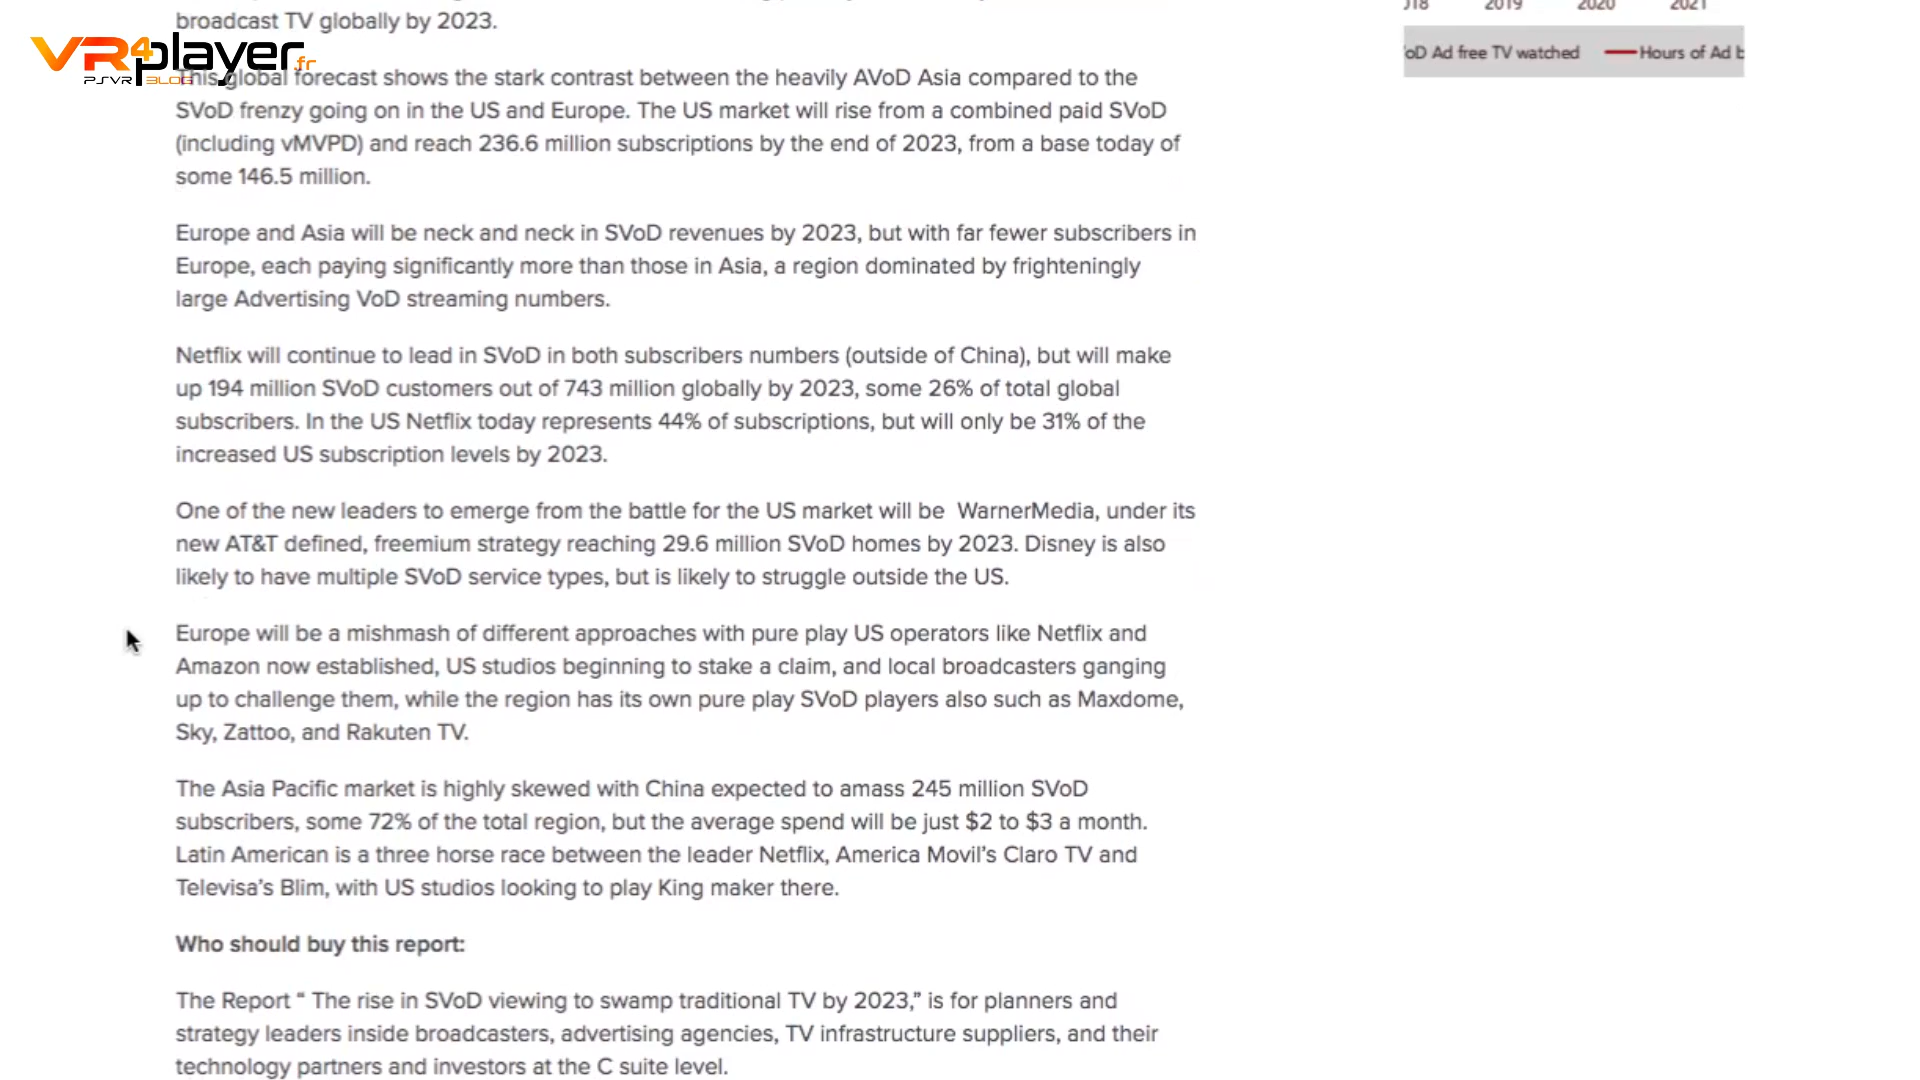 broadcast TV globally by 2023.
VR4player.fr
PSVR BLOG
This global forecast shows the stark contrast between the heavily AVoD Asia compared to the
SVoD frenzy going on in the US and Europe. The US market will rise from a combined paid SVoD
(including vMVPD) and reach 236.6 million subscriptions by the end of 2023, from a base today of
some 146.5 million.
Europe and Asia will be neck and neck in SVoD revenues by 2023, but with far fewer subscribers in
Europe, each paying significantly more than those in Asia, a region dominated by frighteningly
large Advertising VoD streaming numbers.
Netflix will continue to lead in SVoD in both subscribers numbers (outside of China), but will make
up 194 million SVoD customers out of 743 million globally by 2023, some 26% of total global
subscribers. In the US Netflix today represents 44% of subscriptions, but will only be 31% of the
increased US subscription levels by 2023.
One of the new leaders to emerge from the battle for the US market will be WarnerMedia, under its
new AT&T defined, freemium strategy reaching 29.6 million SVoD homes by 2023. Disney is also
likely to have multiple SVoD service types, but is likely to struggle outside the US.
Europe will be a mishmash of different approaches with pure play US operators like Netflix and
Amazon now established, US studios beginning to stake a claim, and local broadcasters ganging
up to challenge them, while the region has its own pure play SVoD players also such as Maxdome,
Sky, Zattoo, and Rakuten TV.
The Asia Pacific market is highly skewed with China expected to amass 245 million SVoD
subscribers, some 72% of the total region, but the average spend will be just $2 to $3 a month.
Latin American is a three horse race between the leader Netflix, America Movil’s Claro TV and
Televisa’s Blim, with US studios looking to play King maker there.
Who should buy this report:
The Report “ The rise in SVoD viewing to swamp traditional TV by 2023,” is for planners and
strategy leaders inside broadcasters, advertising agencies, TV infrastructure suppliers, and their
technology partners and investors at the C suite level.
2019 2020 2021
oD Ad free TV watched Hours of Ad b